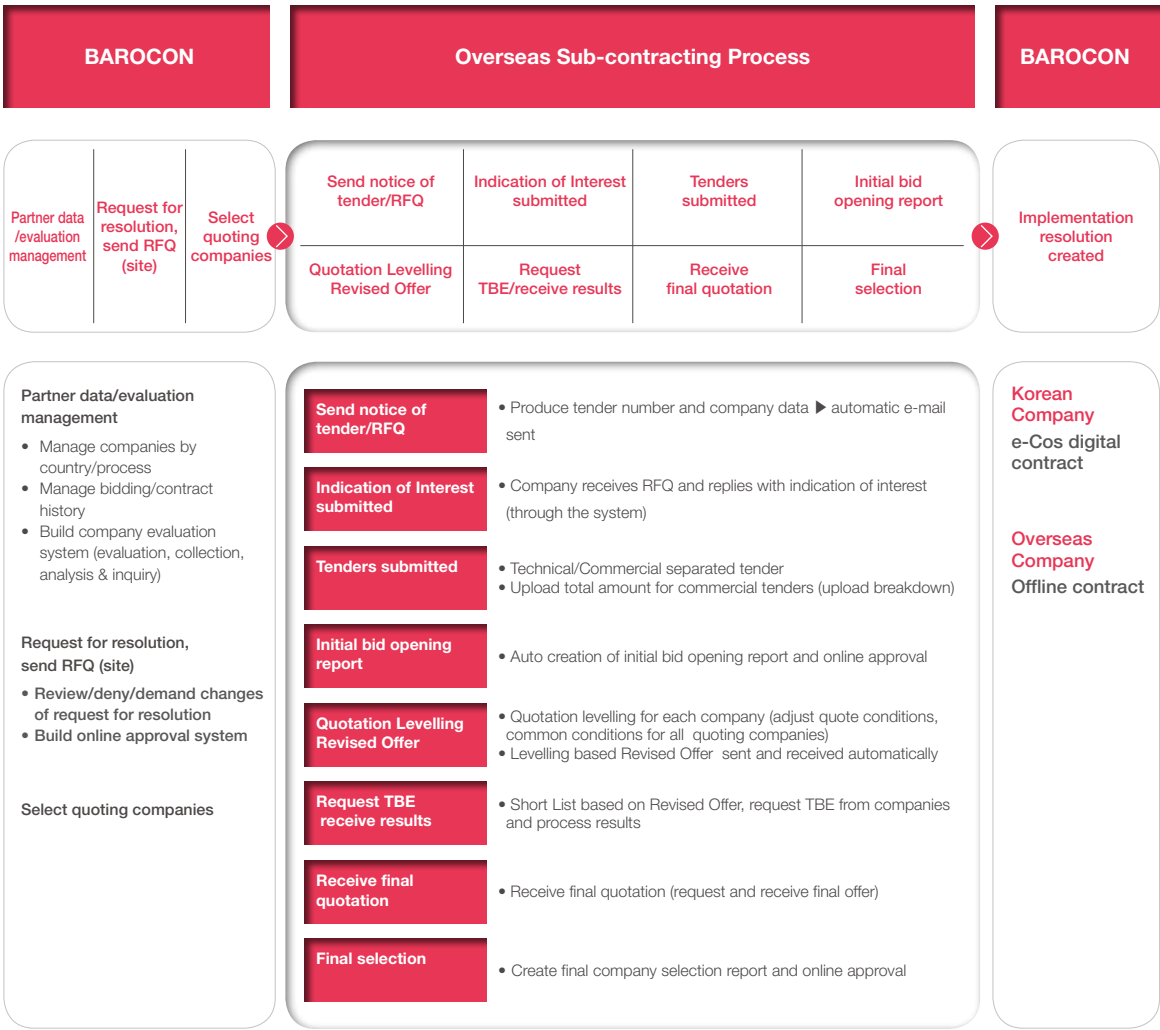 BAROCON
Overseas Sub-contracting Process
BAROCON
Partner data
/evaluation
management
Request for
resolution,
send RFQ
(site)
Select
quoting
companies
Send notice of
tender/RFQ
Indication of Interest
submitted
Tenders
submitted
Initial bid
opening report
Quotation Levelling
Revised Offer
Request
TBE/receive results
Receive
final quotation
Final
selection
Implementation
resolution
created
Partner data/evaluation
management
• Manage companies by
country/process
• Manage bidding/contract
history
• Build company evaluation
system (evaluation, collection,
analysis & inquiry)
Request for resolution,
send RFQ (site)
• Review/deny/demand changes
of request for resolution
• Build online approval system
Select quoting companies
Send notice of
tender/RFQ
• Produce tender number and company data ▶ automatic e-mail
sent
Indication of Interest
submitted
• Company receives RFQ and replies with indication of interest
(through the system)
Tenders submitted
• Technical/Commercial separated tender
• Upload total amount for commercial tenders (upload breakdown)
Initial bid opening
report
• Auto creation of initial bid opening report and online approval
Quotation Levelling
Revised Offer
• Quotation levelling for each company (adjust quote conditions,
common conditions for all quoting companies)
• Levelling based Revised Offer sent and received automatically
Request TBE
receive results
• Short List based on Revised Offer, request TBE from companies
and process results
Receive final
quotation
• Receive final quotation (request and receive final offer)
Final selection
• Create final company selection report and online approval
Korean
Company
e-Cos digital
contract
Overseas
Company
Offline contract